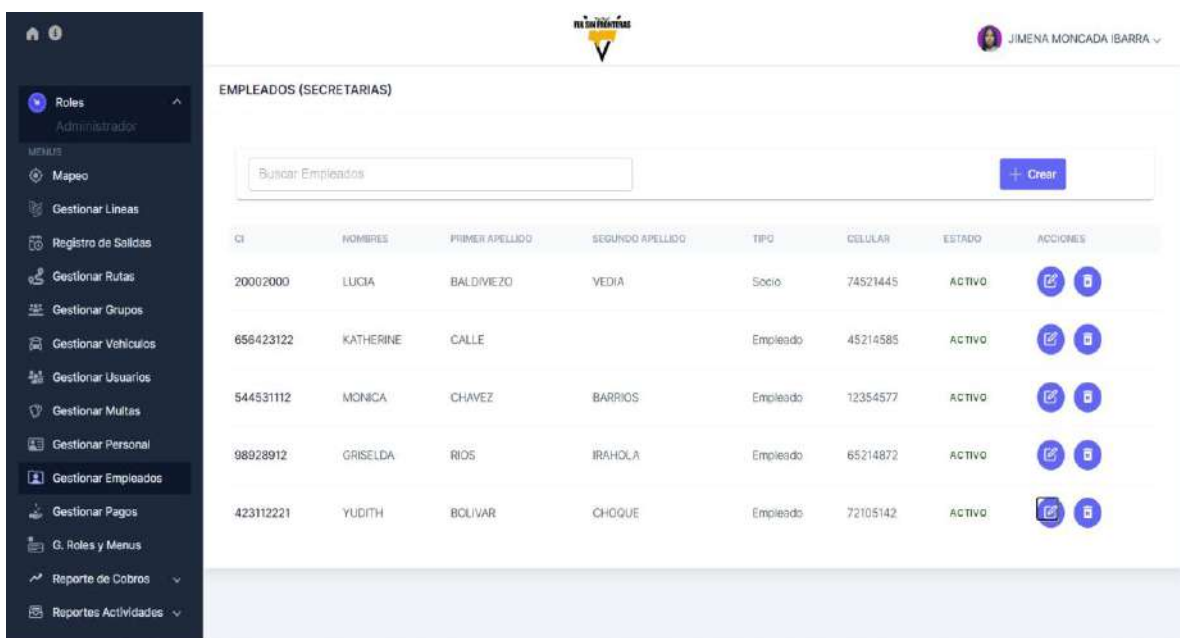 VIA SIN FRONTERAS
JIMENA MONCADA IBARRA
Roles
Administrador
MENUS
Mapeo
Gestionar Lineas
Registro de Salidas
Gestionar Rutas
Gestionar Grupos
Gestionar Vehiculos
Gestionar Usuarios
Gestionar Multas
Gestionar Personal
Gestionar Empleados
Gestionar Pagos
G. Roles y Menus
Reporte de Cobros
Reportes Actividades
EMPLEADOS (SECRETARIAS)
Buscar Empleados
+ Crear
CI NOMBRES PRIMER APELLIDO SEGUNDO APELLIDO TIPO CELULAR ESTADO ACCIONES
20002000 LUCIA BALDIVIEZO VEDIA Socio 74521445 ACTIVO
656423122 KATHERINE CALLE Empleado 45214585 ACTIVO
544531112 MONICA CHAVEZ BARRIOS Empleado 12354577 ACTIVO
98928912 GRISELDA RIOS IRAHOLA Empleado 65214872 ACTIVO
423112221 YUDITH BOLIVAR CHOQUE Empleado 72105142 ACTIVO